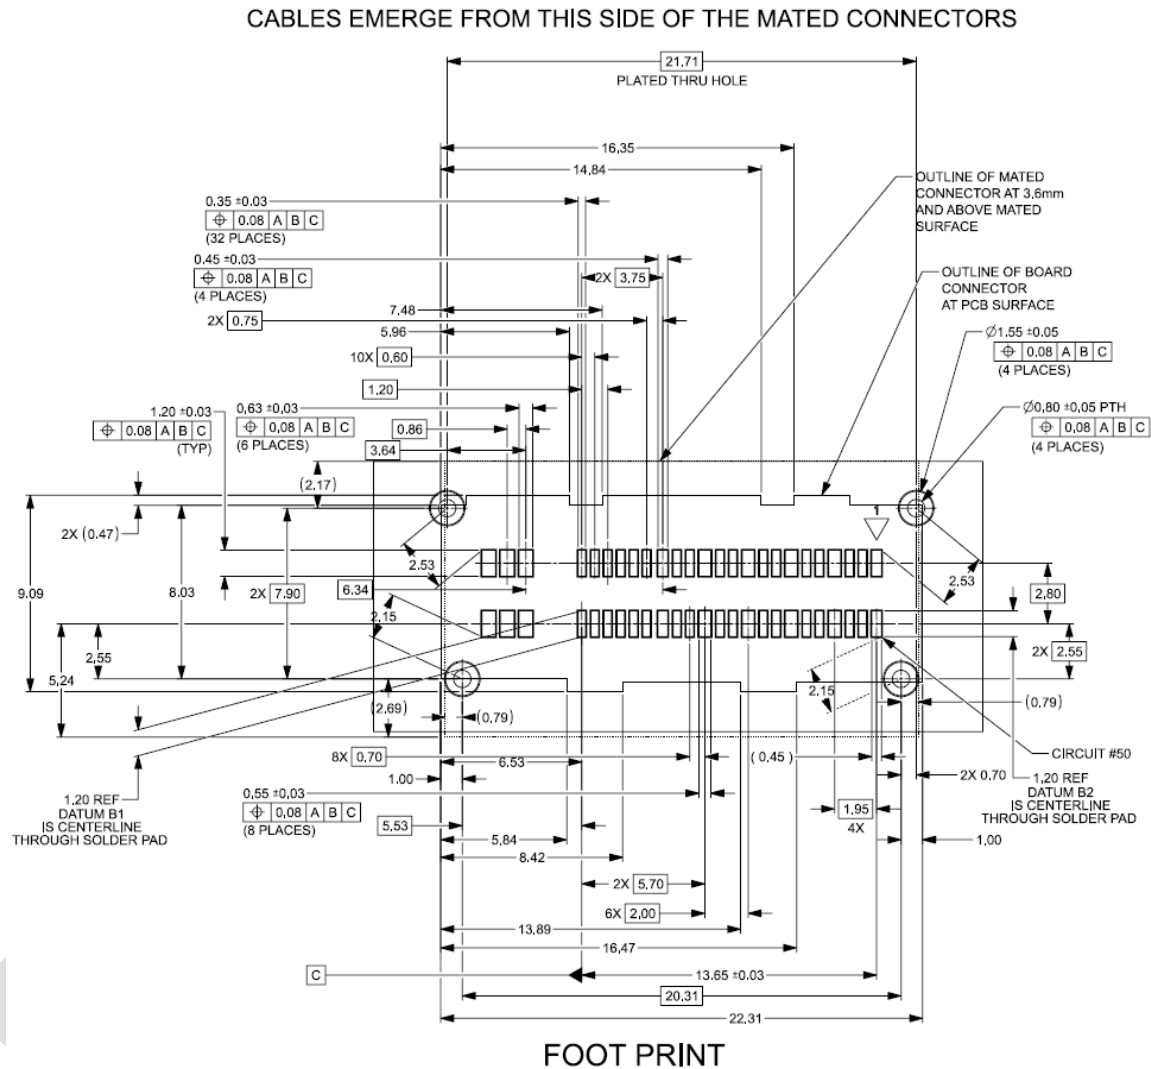 CABLES EMERGE FROM THIS SIDE OF THE MATED CONNECTORS
21,71
PLATED THRU HOLE
16,35
14,84
OUTLINE OF MATED
CONNECTOR AT 3,6mm
AND ABOVE MATED
SURFACE
0.35 ±0.03
⌖ 0.08 A B C
(32 PLACES)
0.45 ±0.03
⌖ 0.08 A B C
(4 PLACES)
2X 3,75
OUTLINE OF BOARD
CONNECTOR
AT PCB SURFACE
7.48
2X 0.75
5.96
∅1.55 ±0.05
⌖ 0.08 A B C
(4 PLACES)
10X 0,60
1,20
1.20 ±0.03
⌖ 0.08 A B C
(TYP)
0,63 ±0,03
⌖ 0,08 A B C
(6 PLACES)
0.86
3.64
∅0,80 ±0,05 PTH
⌖ 0,08 A B C
(4 PLACES)
(2.17)
2X (0.47)
1
9.09
8.03
2X 7.90
2.53
6.34
2.15
2.53
2,80
2,55
5,24
2X 2.55
(2.69)
(0.79)
2.15
(0.79)
8X 0,70
6.53
(0.45)
CIRCUIT #50
1.00
2X 0.70
1,20 REF
DATUM B1
IS CENTERLINE
THROUGH SOLDER PAD
0,55 ±0,03
⌖ 0,08 A B C
(8 PLACES)
1,20 REF
DATUM B2
IS CENTERLINE
THROUGH SOLDER PAD
1.95
4X
5,53
5.84
1,00
8.42
2X 5,70
6X 2,00
13,89
16,47
C
13.65 ±0.03
20.31
22,31
FOOT PRINT